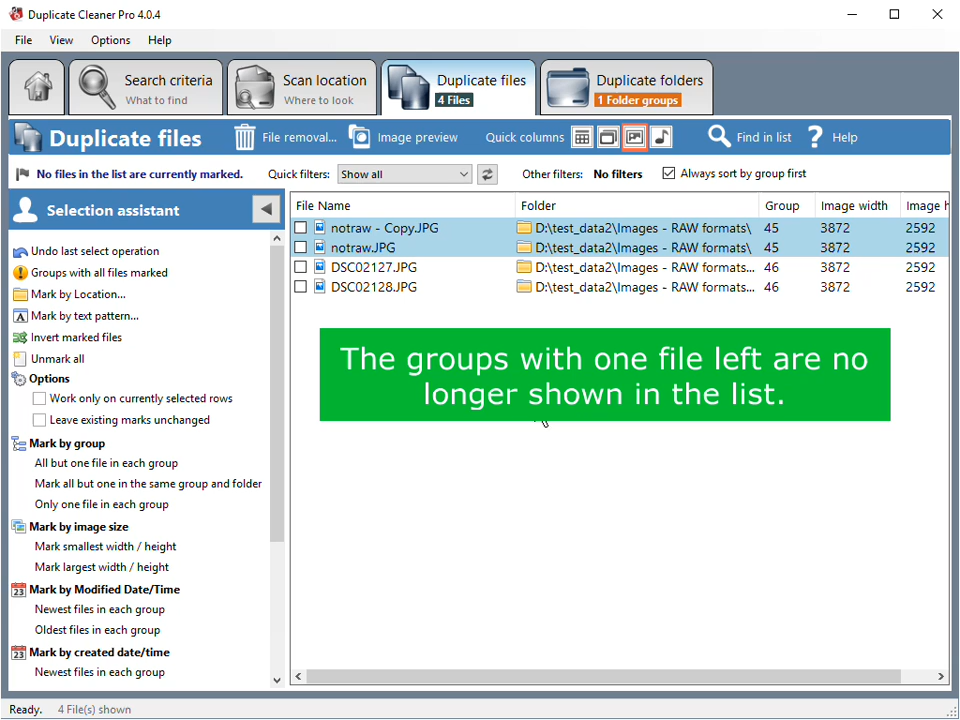 Duplicate Cleaner Pro 4.0.4
File View Options Help
Search criteria
What to find
Scan location
Where to look
Duplicate files
4 Files
Duplicate folders
1 Folder groups
Duplicate files File removal... Image preview Quick columns Find in list ? Help
No files in the list are currently marked. Quick filters: Show all Other filters: No filters Always sort by group first
Selection assistant
Undo last select operation
Groups with all files marked
Mark by Location...
Mark by text pattern...
Invert marked files
Unmark all
Options
Work only on currently selected rows
Leave existing marks unchanged
Mark by group
All but one file in each group
Mark all but one in the same group and folder
Only one file in each group
Mark by image size
Mark smallest width / height
Mark largest width / height
23 Mark by Modified Date/Time
Newest files in each group
Oldest files in each group
23 Mark by created date/time
Newest files in each group
File Name Folder Group Image width Image h
notraw - Copy.JPG D:\test_data2\Images - RAW formats\ 45 3872 2592
notraw.JPG D:\test_data2\Images - RAW formats\ 45 3872 2592
DSC02127.JPG D:\test_data2\Images - RAW formats... 46 3872 2592
DSC02128.JPG D:\test_data2\Images - RAW formats... 46 3872 2592
The groups with one file left are no
longer shown in the list.
Ready. 4 File(s) shown